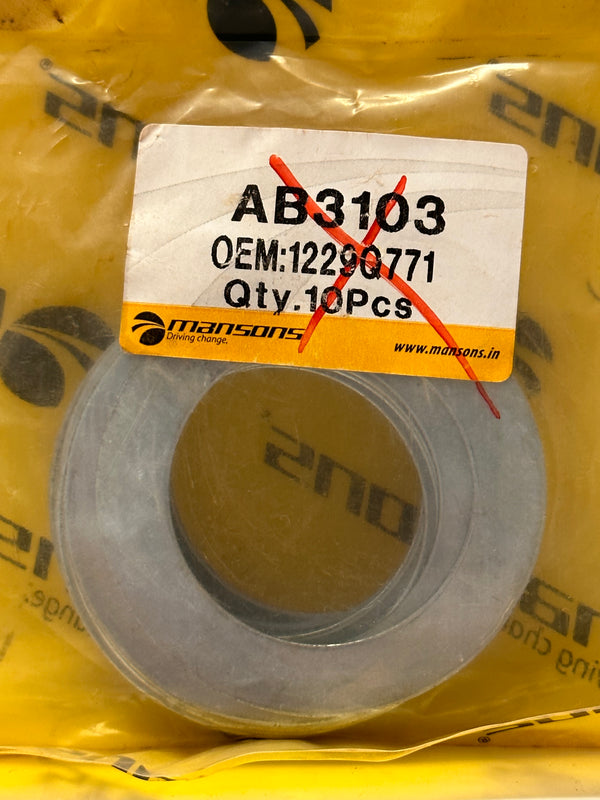 AB3103
OEM:1229Q771
Qty.10Pcs
mansons
Driving change.
www.mansons.in